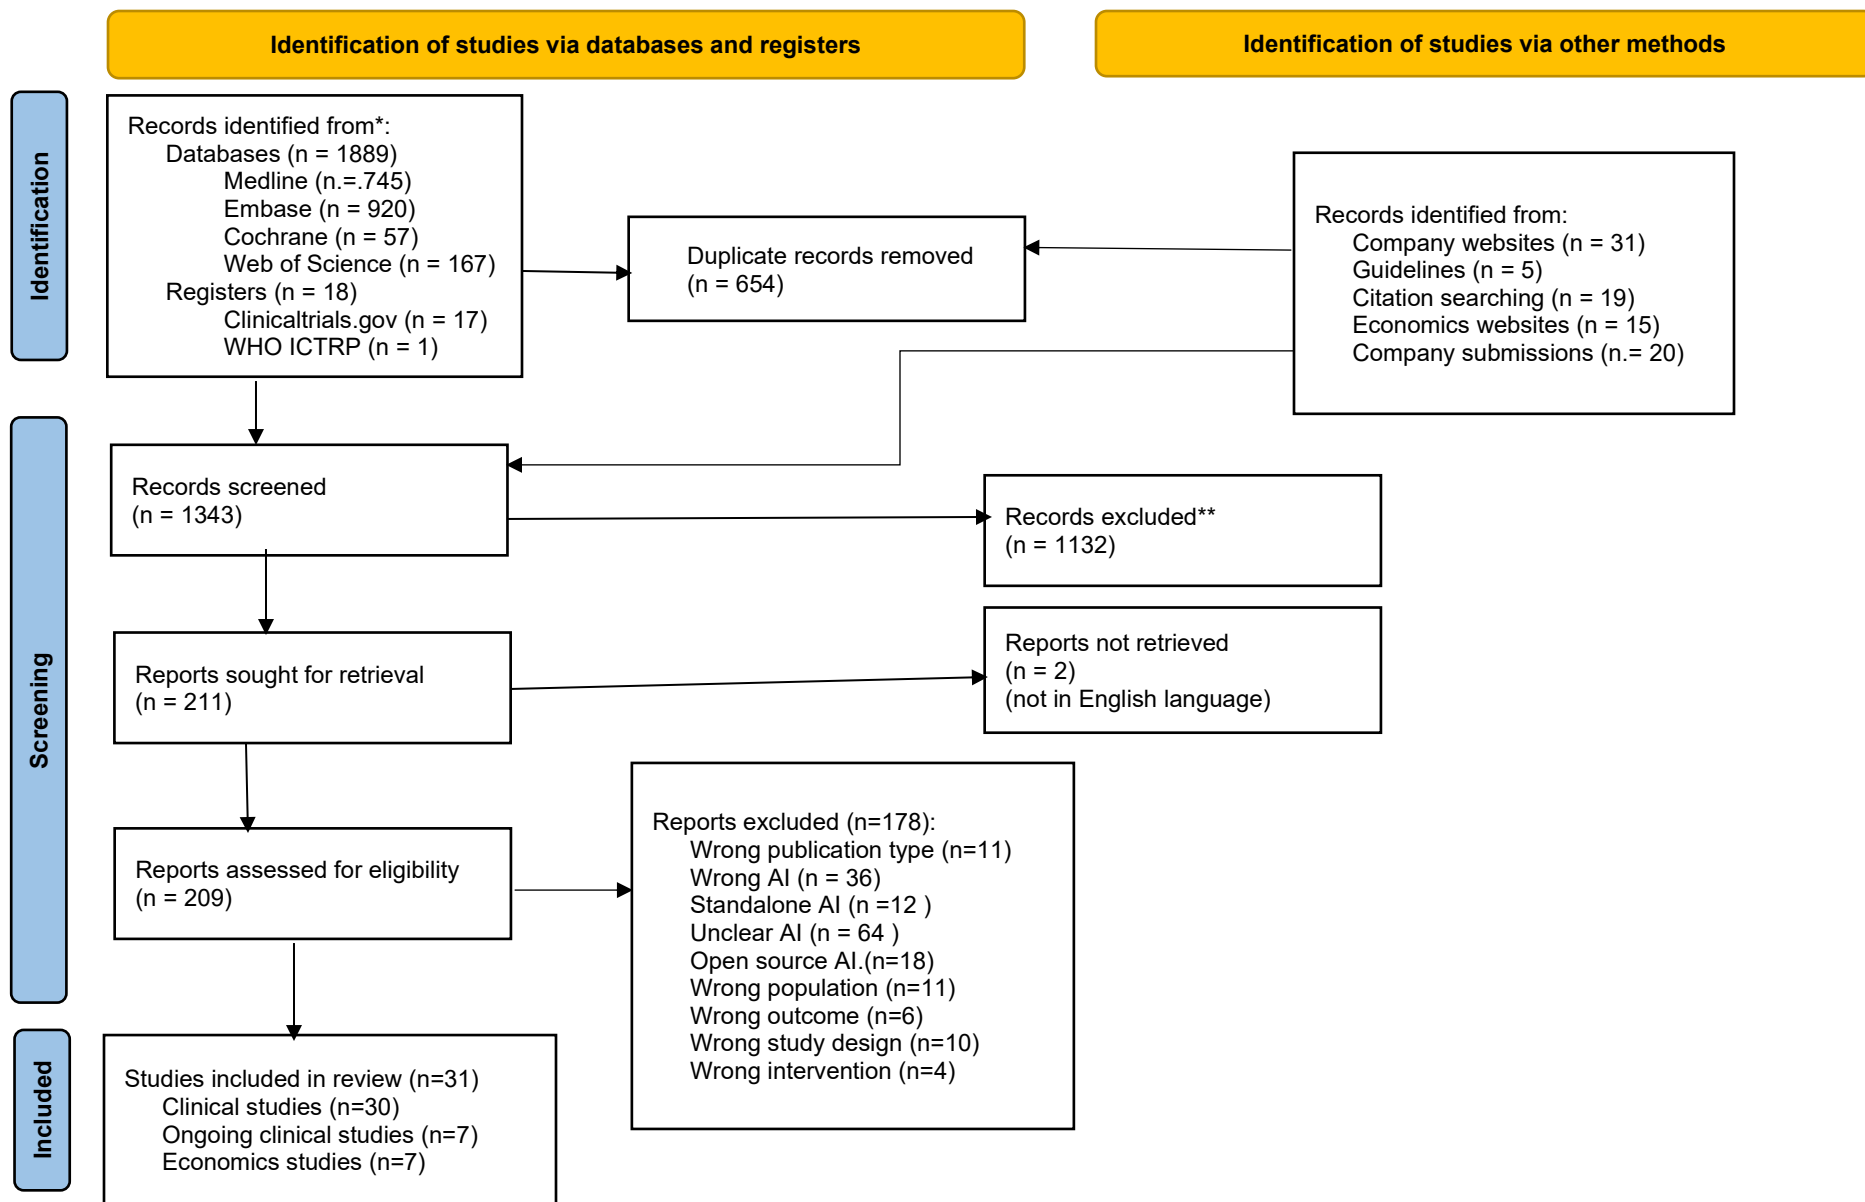 Identification of studies via databases and registers
Identification of studies via other methods
Identification
Records identified from*:
Databases (n = 1889)
Medline (n.=.745)
Embase (n = 920)
Cochrane (n = 57)
Web of Science (n = 167)
Registers (n = 18)
Clinicaltrials.gov (n = 17)
WHO ICTRP (n = 1)
Duplicate records removed
(n = 654)
Records identified from:
Company websites (n = 31)
Guidelines (n = 5)
Citation searching (n = 19)
Economics websites (n = 15)
Company submissions (n.= 20)
Screening
Records screened
(n = 1343)
Records excluded**
(n = 1132)
Reports sought for retrieval
(n = 211)
Reports not retrieved
(n = 2)
(not in English language)
Reports assessed for eligibility
(n = 209)
Reports excluded (n=178):
Wrong publication type (n=11)
Wrong AI (n = 36)
Standalone AI (n =12 )
Unclear AI (n = 64 )
Open source AI.(n=18)
Wrong population (n=11)
Wrong outcome (n=6)
Wrong study design (n=10)
Wrong intervention (n=4)
Included
Studies included in review (n=31)
Clinical studies (n=30)
Ongoing clinical studies (n=7)
Economics studies (n=7)